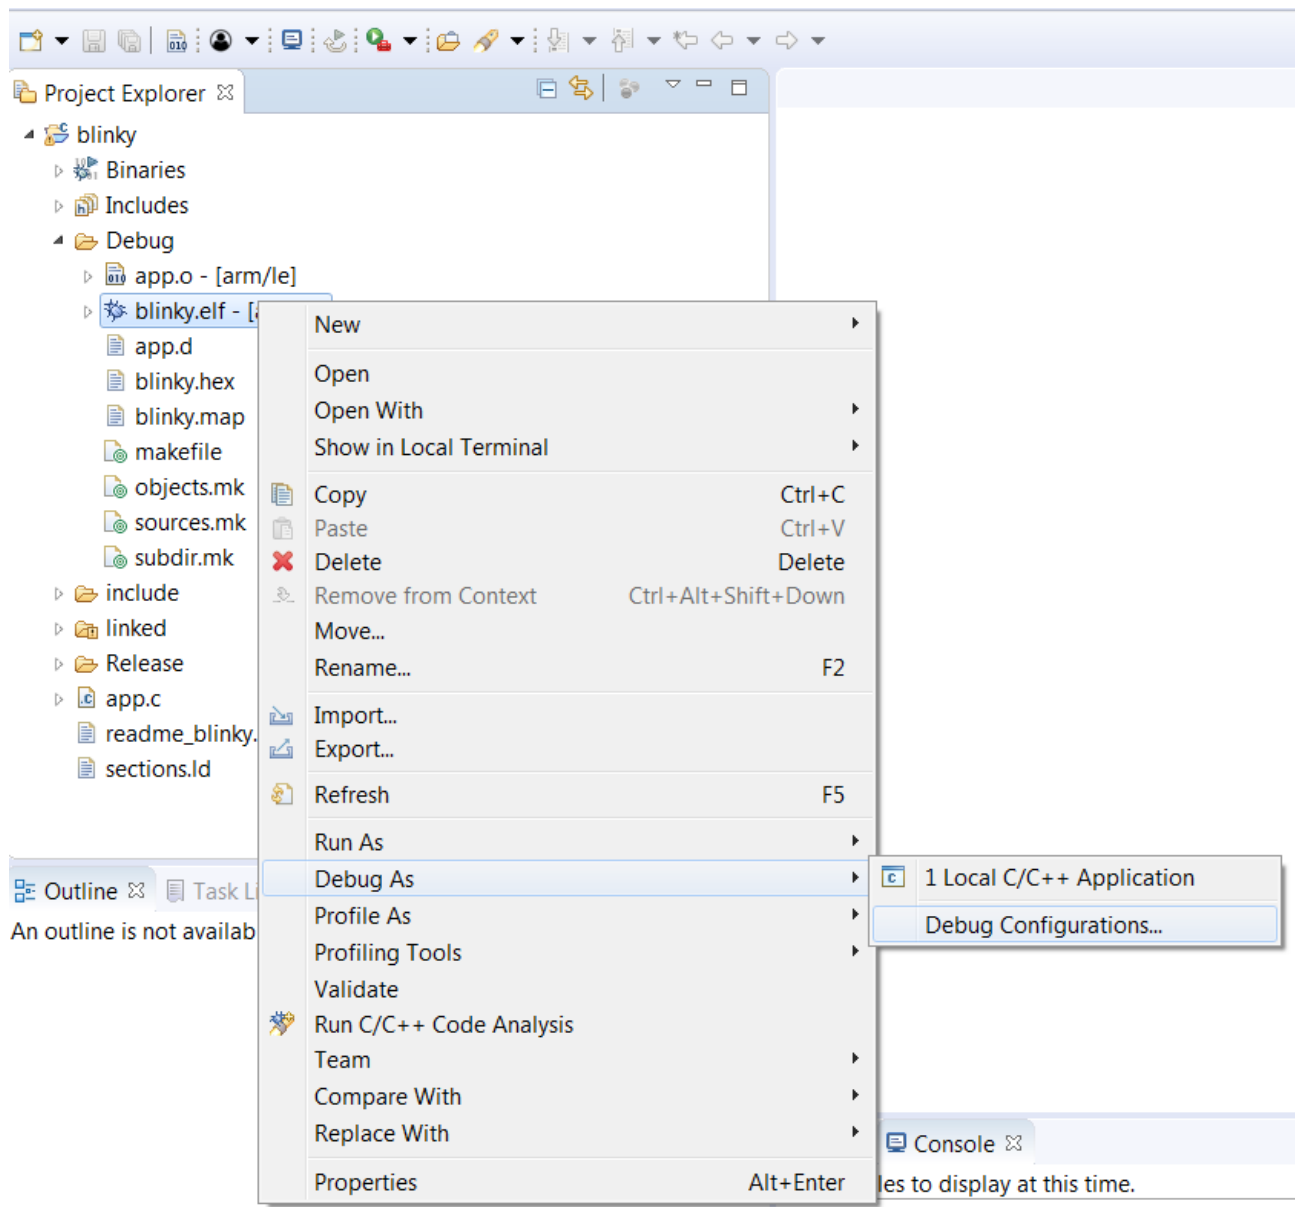 Project Explorer
blinky
Binaries
Includes
Debug
app.o - [arm/le]
blinky.elf - [
app.d
blinky.hex
blinky.map
makefile
objects.mk
sources.mk
subdir.mk
include
linked
Release
app.c
readme_blinky.
sections.ld
New
Open
Open With
Show in Local Terminal
Copy Ctrl+C
Paste Ctrl+V
Delete Delete
Remove from Context Ctrl+Alt+Shift+Down
Move...
Rename... F2
Import...
Export...
Refresh F5
Run As
Debug As
Profile As
Profiling Tools
Validate
Run C/C++ Code Analysis
Team
Compare With
Replace With
Properties Alt+Enter
1 Local C/C++ Application
Debug Configurations...
Outline Task Li
An outline is not availab
Console
les to display at this time.